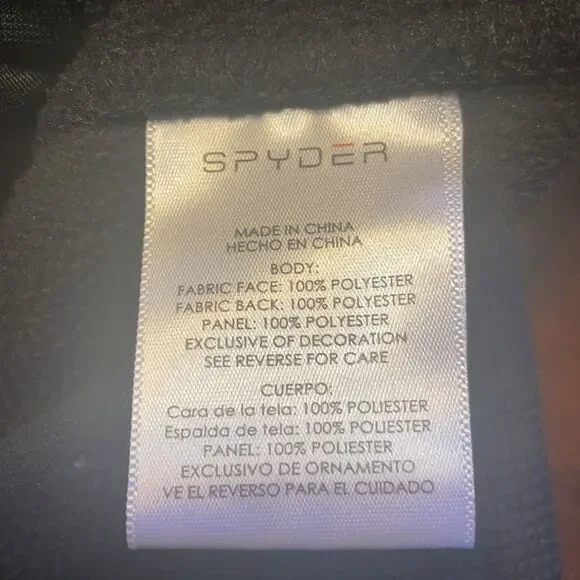 SPYDER
MADE IN CHINA
HECHO EN CHINA
BODY:
FABRIC FACE: 100% POLYESTER
FABRIC BACK: 100% POLYESTER
PANEL: 100% POLYESTER
EXCLUSIVE OF DECORATION
SEE REVERSE FOR CARE
CUERPO:
Cara de la tela: 100% POLIESTER
Espalda de tela: 100% POLIESTER
PANEL: 100% POLIESTER
EXCLUSIVO DE ORNAMENTO
VE EL REVERSO PARA EL CUIDADO